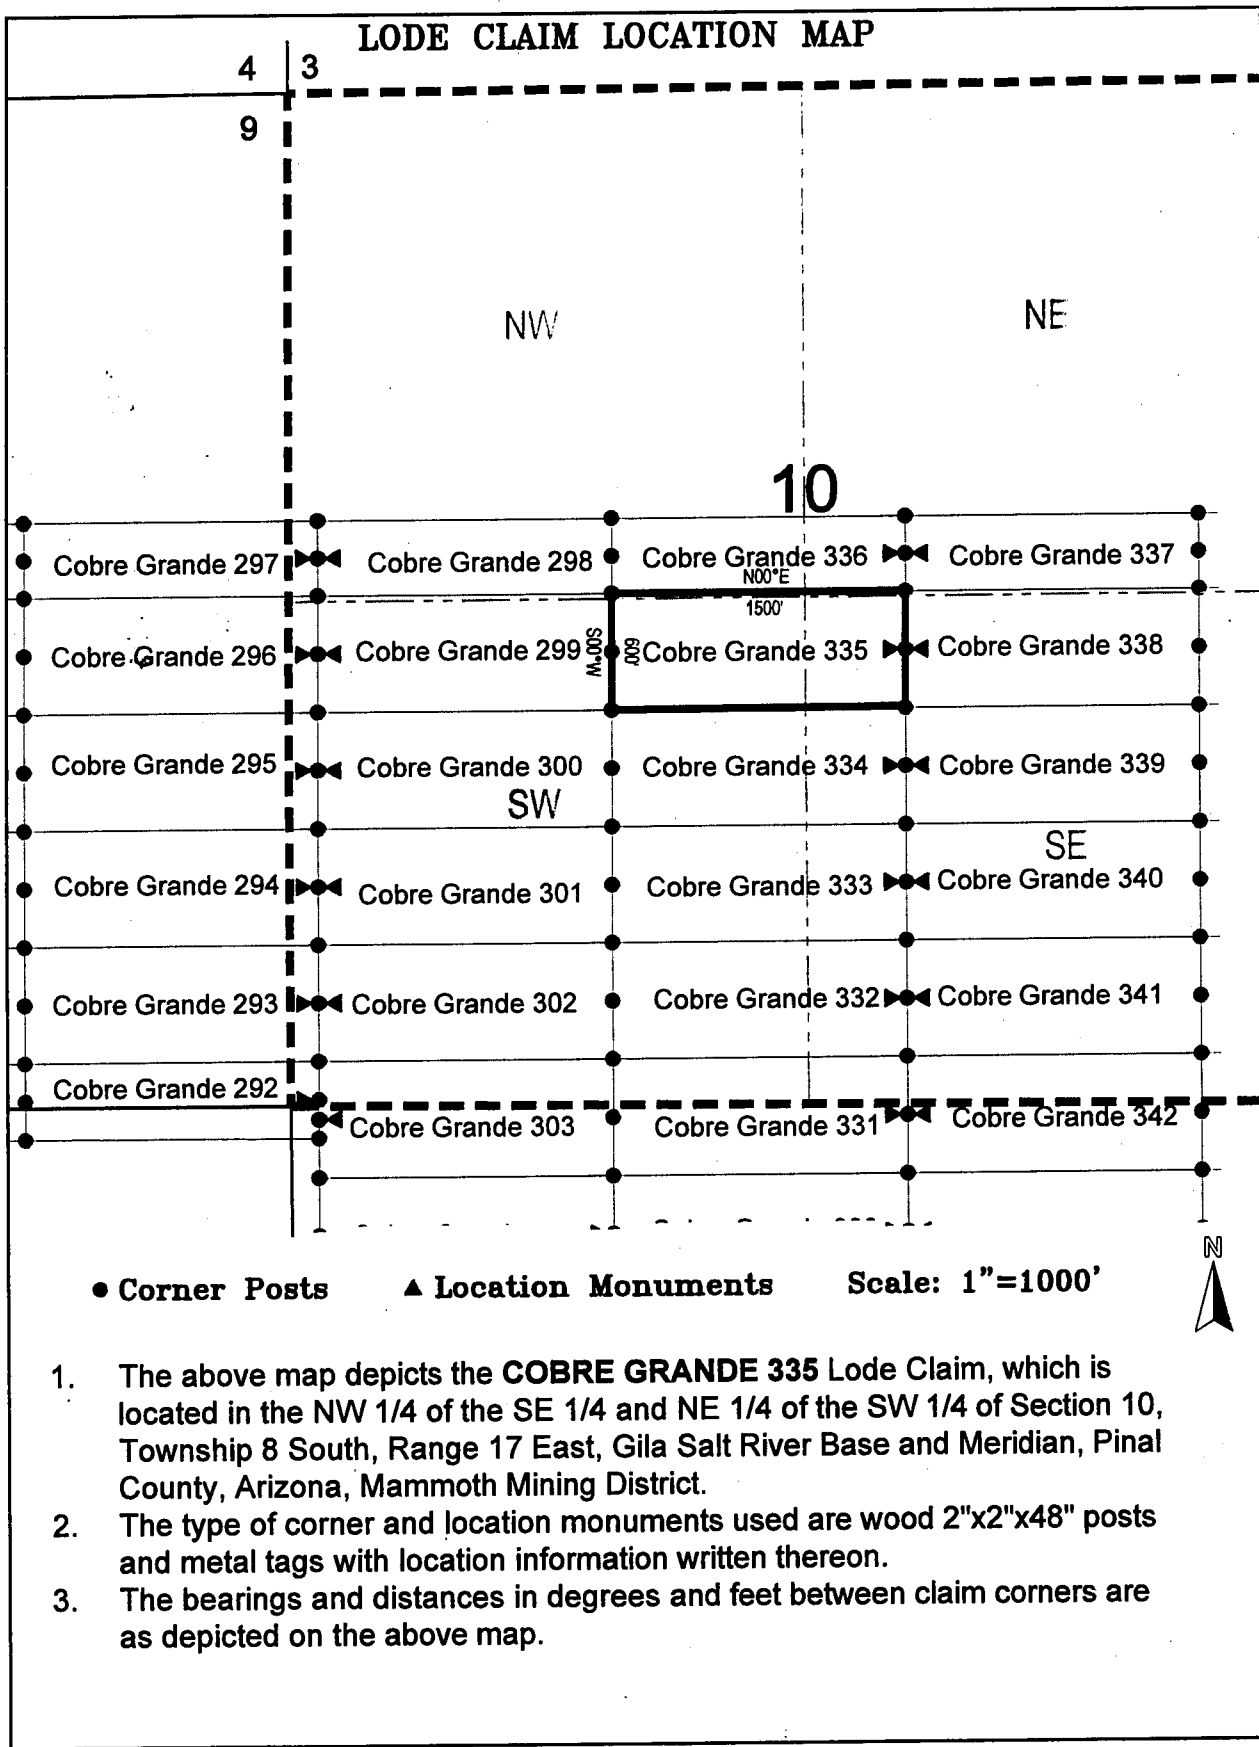 LODE CLAIM LOCATION MAP
4 3
9
NW NE
10
Cobre Grande 297 Cobre Grande 298 Cobre Grande 336 Cobre Grande 337
N00°E
1500'
Cobre Grande 296 Cobre Grande 299 S00°W 600' Cobre Grande 335 Cobre Grande 338
Cobre Grande 295 Cobre Grande 300 Cobre Grande 334 Cobre Grande 339
SW
SE
Cobre Grande 294 Cobre Grande 301 Cobre Grande 333 Cobre Grande 340
Cobre Grande 293 Cobre Grande 302 Cobre Grande 332 Cobre Grande 341
Cobre Grande 292
Cobre Grande 303 Cobre Grande 331 Cobre Grande 342
N
Corner Posts Location Monuments Scale: 1"=1000'
1. The above map depicts the COBRE GRANDE 335 Lode Claim, which is
located in the NW 1/4 of the SE 1/4 and NE 1/4 of the SW 1/4 of Section 10,
Township 8 South, Range 17 East, Gila Salt River Base and Meridian, Pinal
County, Arizona, Mammoth Mining District.
2. The type of corner and location monuments used are wood 2"x2"x48" posts
and metal tags with location information written thereon.
3. The bearings and distances in degrees and feet between claim corners are
as depicted on the above map.